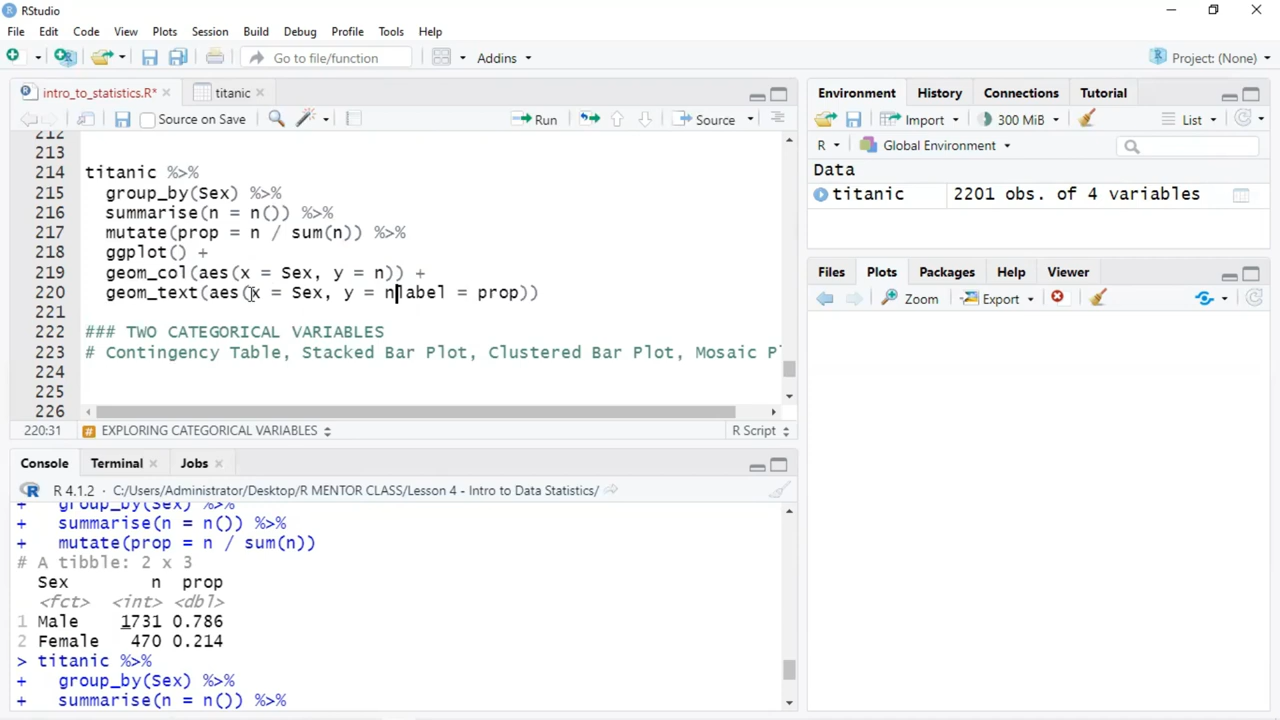 RStudio
File Edit Code View Plots Session Build Debug Profile Tools Help
Go to file/function Addins Project: (None)
intro_to_statistics.R* titanic
Source on Save Run Source
212
213
214 titanic %>%
215 group_by(Sex) %>%
216 summarise(n = n()) %>%
217 mutate(prop = n / sum(n)) %>%
218 ggplot() +
219 geom_col(aes(x = Sex, y = n)) +
220 geom_text(aes(x = Sex, y = nlabel = prop))
221
222 ### TWO CATEGORICAL VARIABLES
223 # Contingency Table, Stacked Bar Plot, Clustered Bar Plot, Mosaic Pl
224
225
226
220:31 # EXPLORING CATEGORICAL VARIABLES R Script
Console Terminal Jobs
R R 4.1.2 · C:/Users/Administrator/Desktop/R MENTOR CLASS/Lesson 4 - Intro to Data Statistics/
+ group_by(Sex) %>%
+ summarise(n = n()) %>%
+ mutate(prop = n / sum(n))
# A tibble: 2 x 3
Sex n prop
<fct> <int> <dbl>
1 Male 1731 0.786
2 Female 470 0.214
> titanic %>%
+ group_by(Sex) %>%
+ summarise(n = n()) %>%
Environment History Connections Tutorial
Import 300 MiB List
R Global Environment
Data
titanic 2201 obs. of 4 variables
Files Plots Packages Help Viewer
Zoom Export